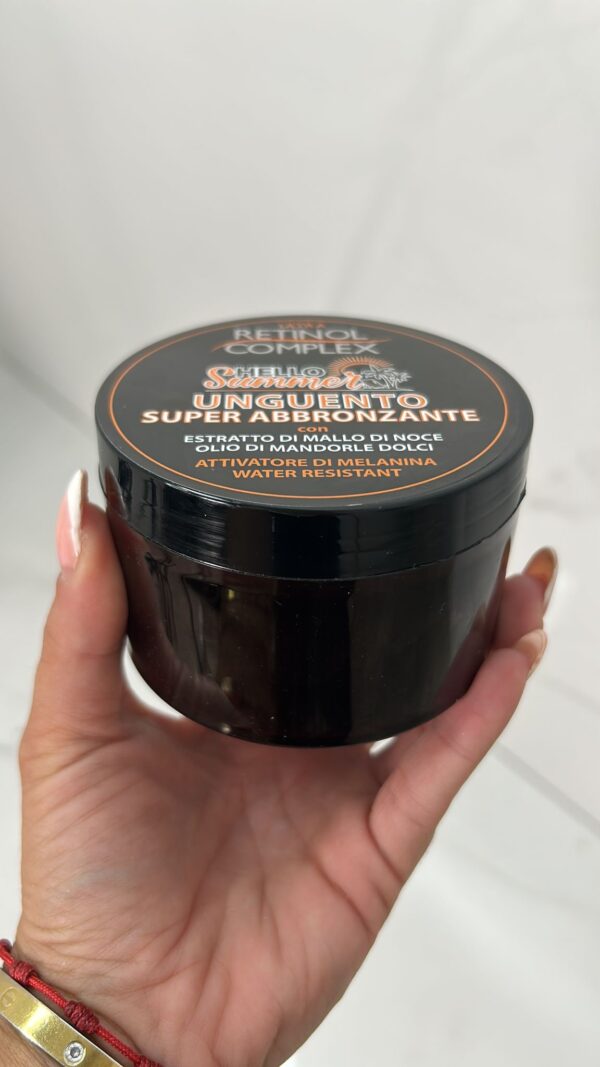 RETINOL
COMPLEX
HELLO
Summer
UNGUENTO
SUPER ABBRONZANTE
con
ESTRATTO DI MALLO DI NOCE
OLIO DI MANDORLE DOLCI
ATTIVATORE DI MELANINA
WATER RESISTANT